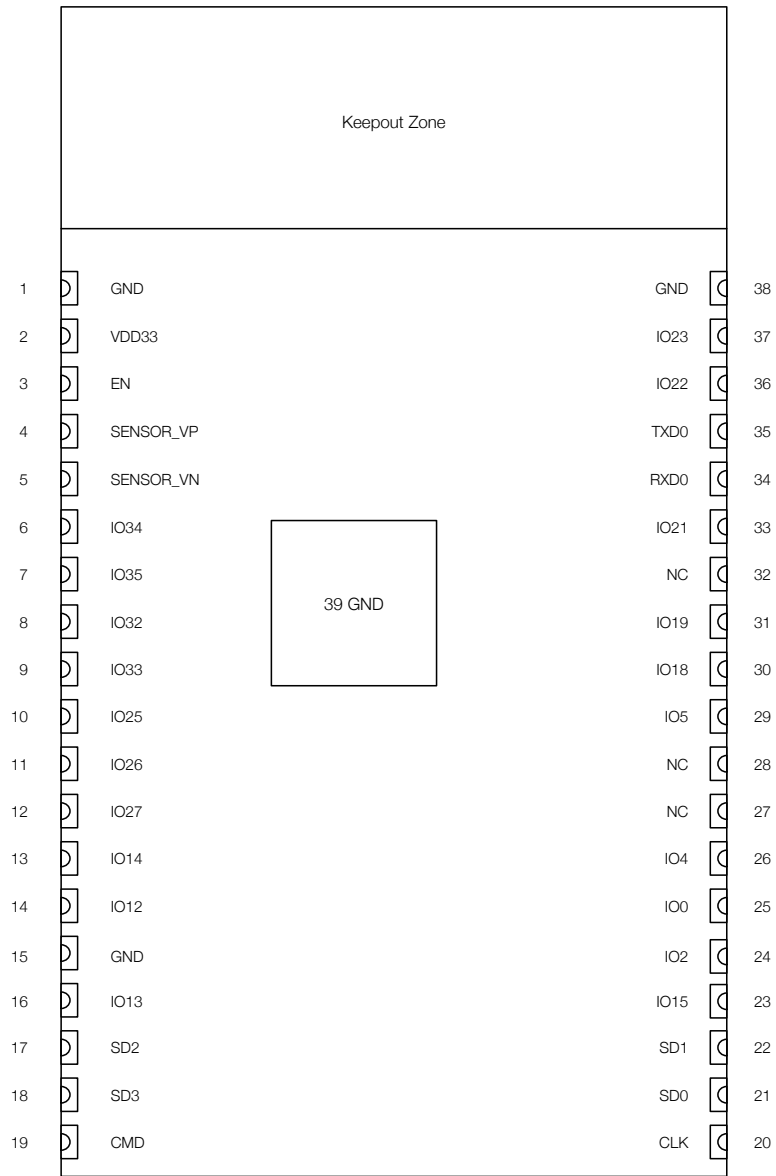 Keepout Zone
1 GND GND 38
2 VDD33 IO23 37
3 EN IO22 36
4 SENSOR_VP TXD0 35
5 SENSOR_VN RXD0 34
6 IO34 IO21 33
7 IO35 NC 32
39 GND
8 IO32 IO19 31
9 IO33 IO18 30
10 IO25 IO5 29
11 IO26 NC 28
12 IO27 NC 27
13 IO14 IO4 26
14 IO12 IO0 25
15 GND IO2 24
16 IO13 IO15 23
17 SD2 SD1 22
18 SD3 SD0 21
19 CMD CLK 20